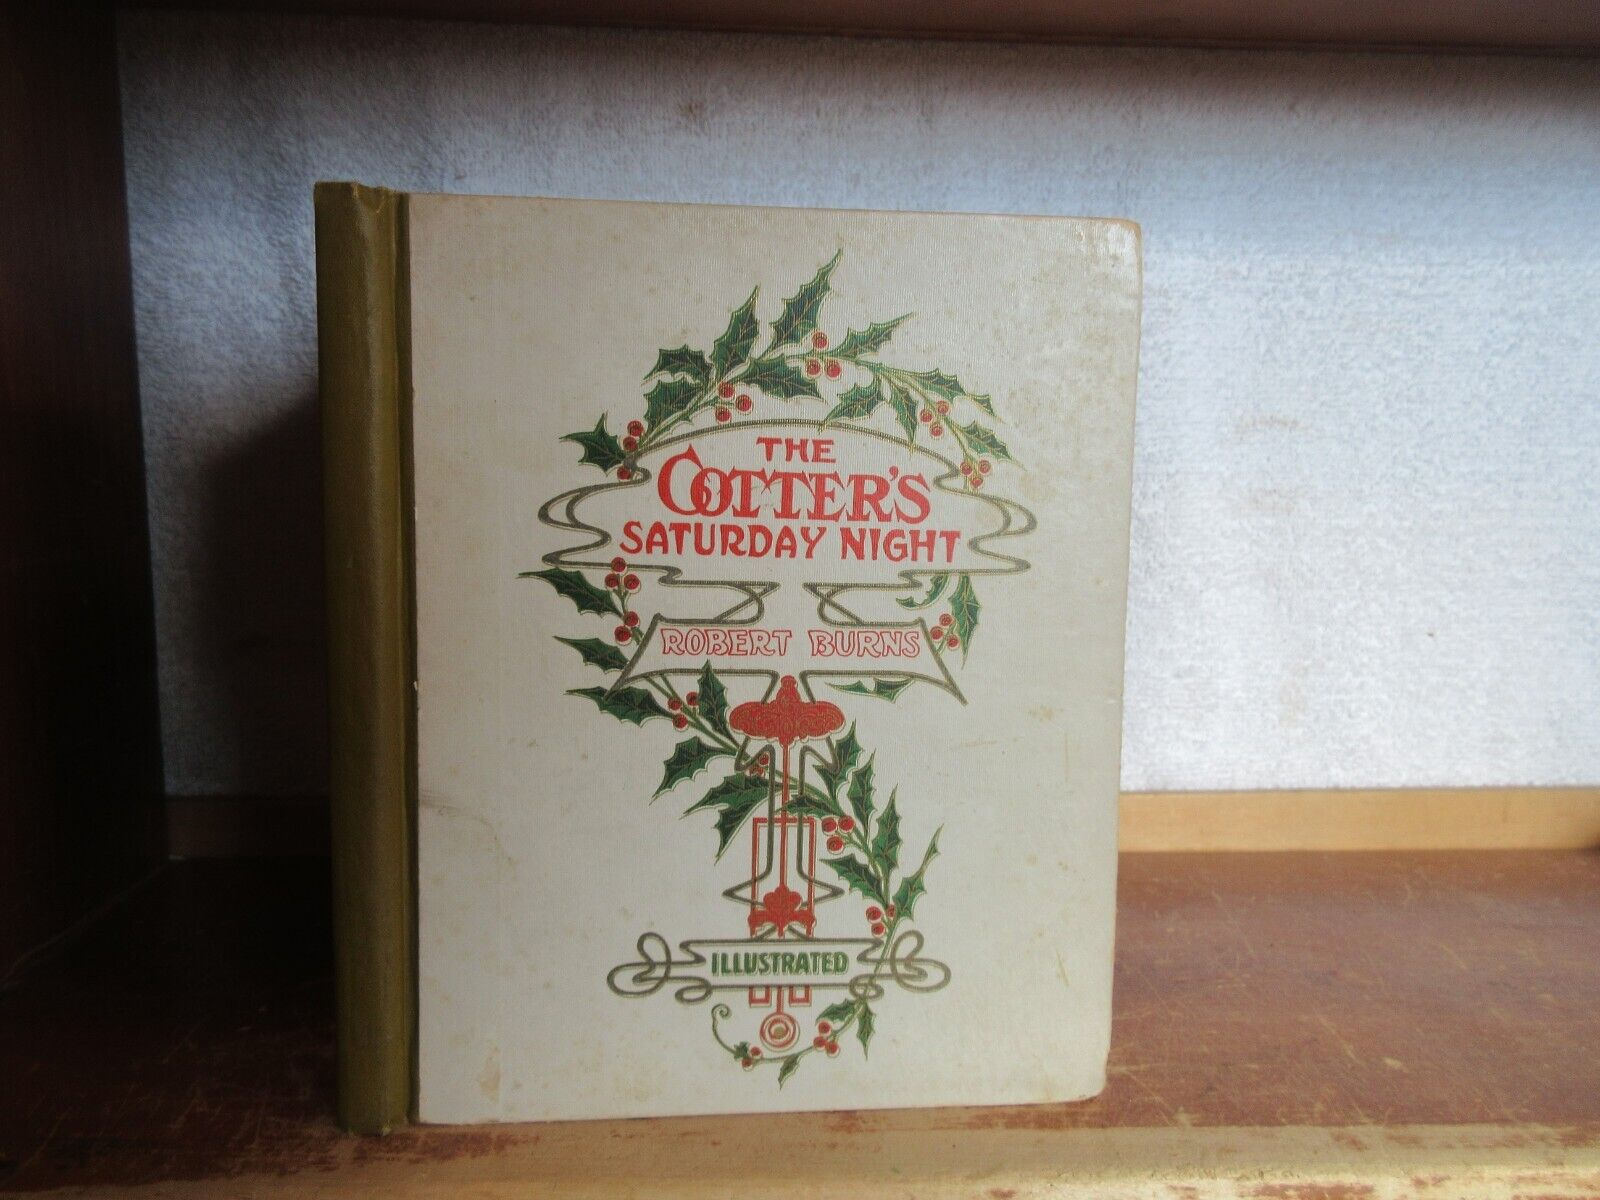 THE
COTTER'S
SATURDAY NIGHT
ROBERT BURNS
ILLUSTRATED